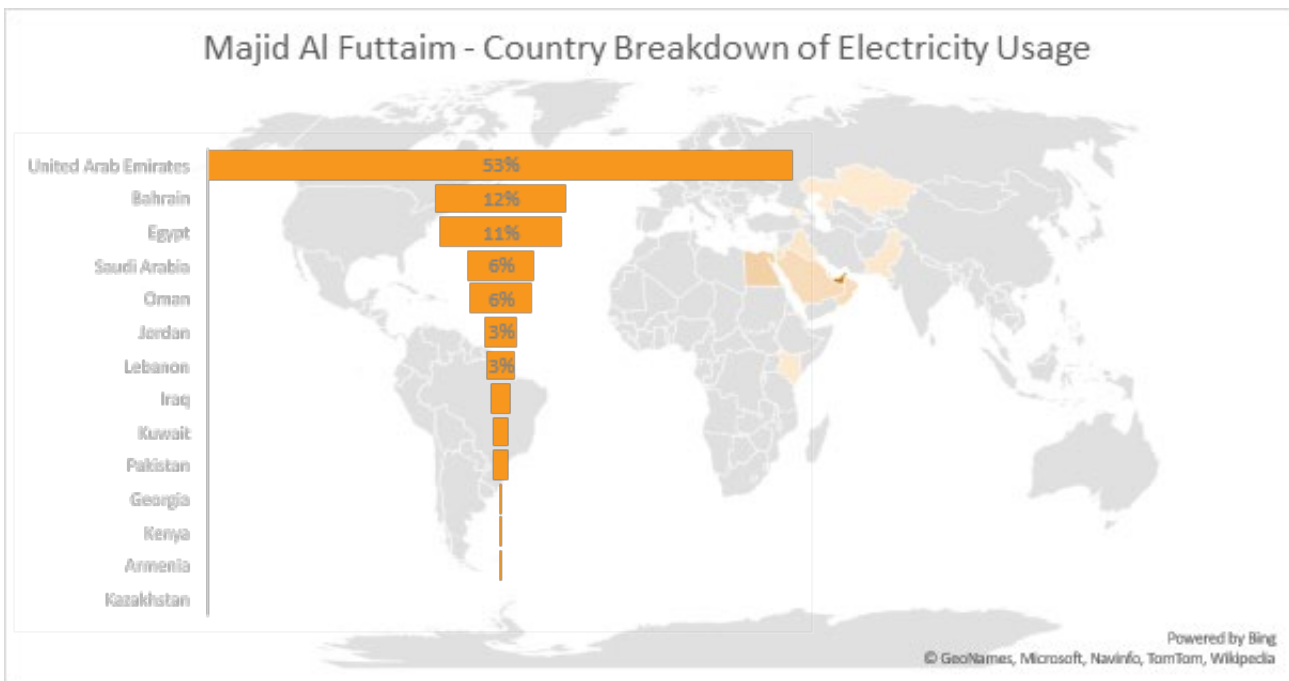 Majid Al Futtaim - Country Breakdown of Electricity Usage
United Arab Emirates 53%
Bahrain 12%
Egypt 11%
Saudi Arabia 6%
Oman 6%
Jordan 3%
Lebanon 3%
Iraq
Kuwait
Pakistan
Georgia
Kenya
Armenia
Kazakhstan
Powered by Bing
© GeoNames, Microsoft, Navinfo, TomTom, Wikipedia